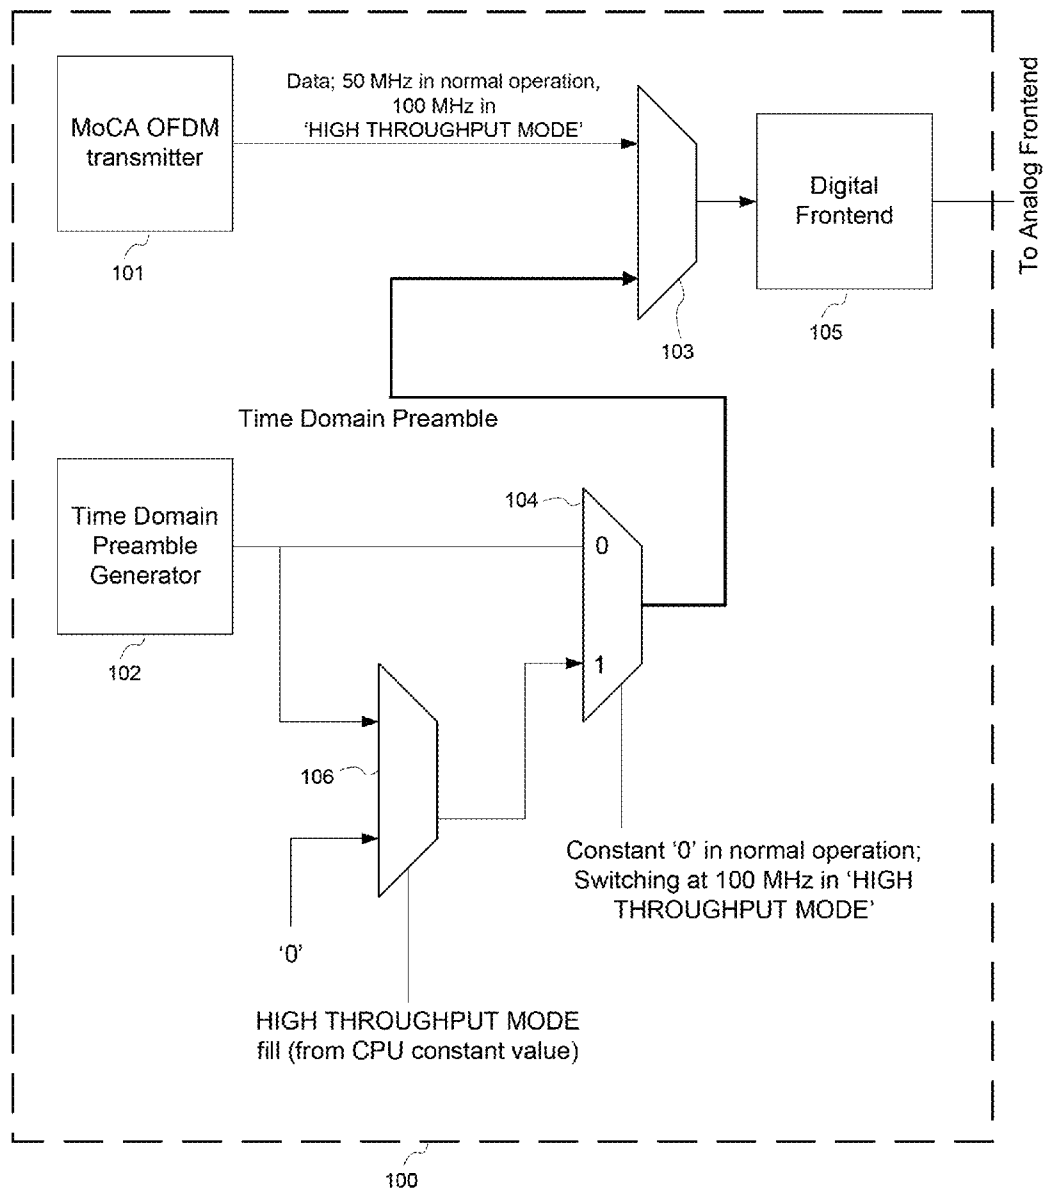 Data; 50 MHz in normal operation,
100 MHz in
'HIGH THROUGHPUT MODE'
MoCA OFDM
transmitter
101
103
Digital
Frontend
105
To Analog Frontend
Time Domain Preamble
Time Domain
Preamble
Generator
102
104
0
1
106
'0'
Constant '0' in normal operation;
Switching at 100 MHz in 'HIGH
THROUGHPUT MODE'
HIGH THROUGHPUT MODE
fill (from CPU constant value)
100